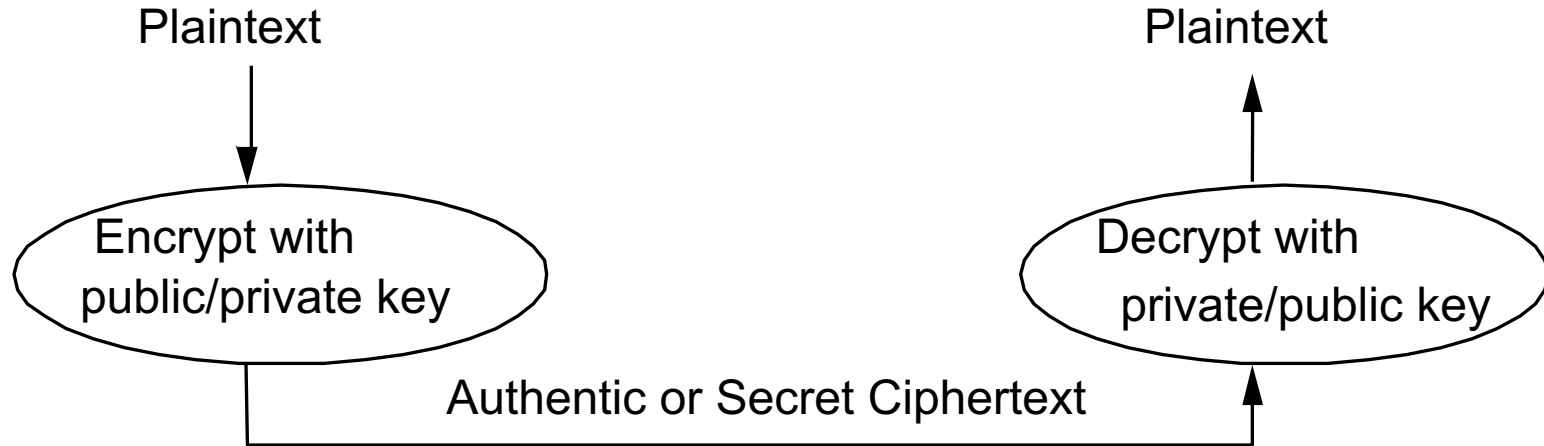 Plaintext
Plaintext
Encrypt with
public/private key
Decrypt with
private/public key
Authentic or Secret Ciphertext